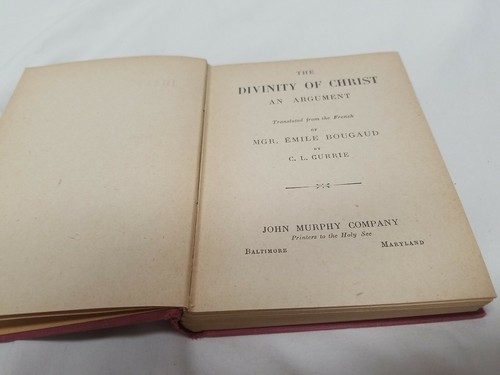 THE
DIVINITY OF CHRIST
AN ARGUMENT
Translated from the French
OF
MGR. ÉMILE BOUGAUD
BY
C. L. CURRIE
JOHN MURPHY COMPANY
Printers to the Holy See
BALTIMORE MARYLAND